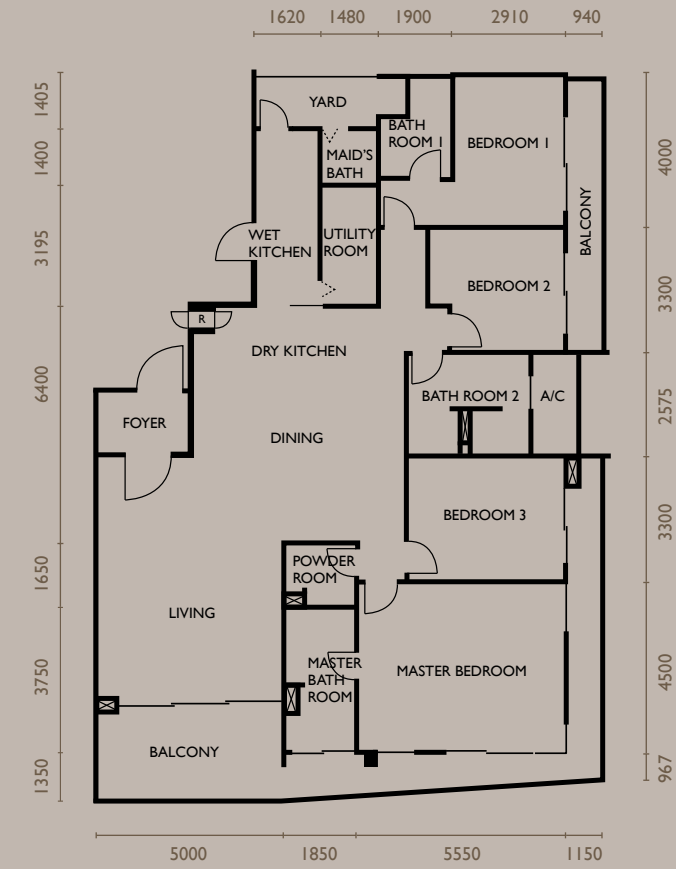 1620 1480 1900 2910 940
1405
1400
3195
6400
1650
3750
1350
YARD
BATH
ROOM 1
BEDROOM 1
MAID'S
BATH
BALCONY
WET
KITCHEN
UTILITY
ROOM
BEDROOM 2
R
DRY KITCHEN
BATH ROOM 2
A/C
FOYER
DINING
BEDROOM 3
POWDER
ROOM
LIVING
MASTER
BATH
ROOM
MASTER BEDROOM
BALCONY
4000
3300
2575
3300
4500
967
5000 1850 5550 1150